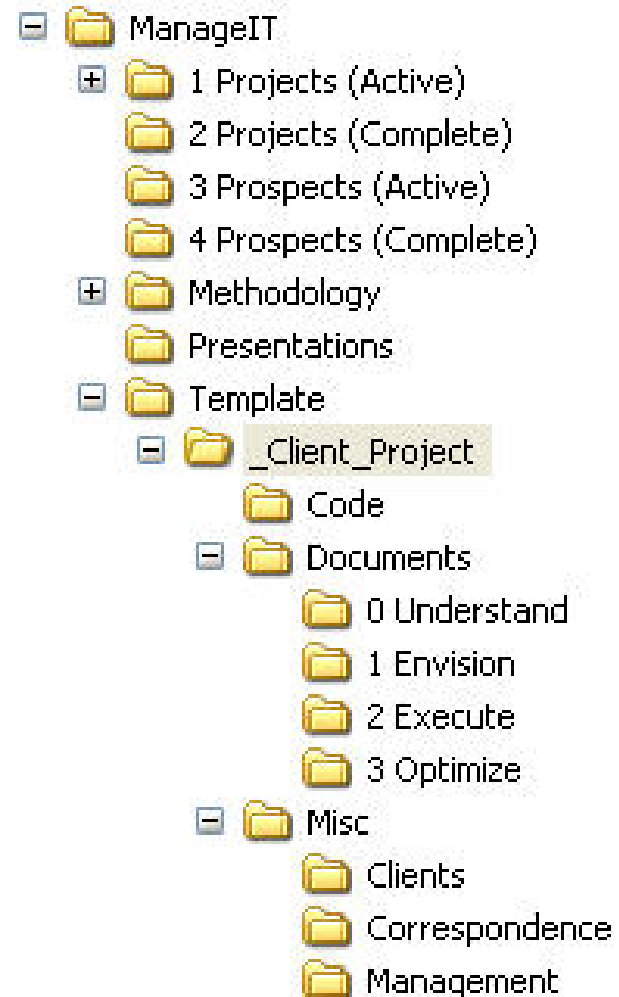 ManageIT
1 Projects (Active)
2 Projects (Complete)
3 Prospects (Active)
4 Prospects (Complete)
Methodology
Presentations
Template
_Client_Project
Code
Documents
0 Understand
1 Envision
2 Execute
3 Optimize
Misc
Clients
Correspondence
Management